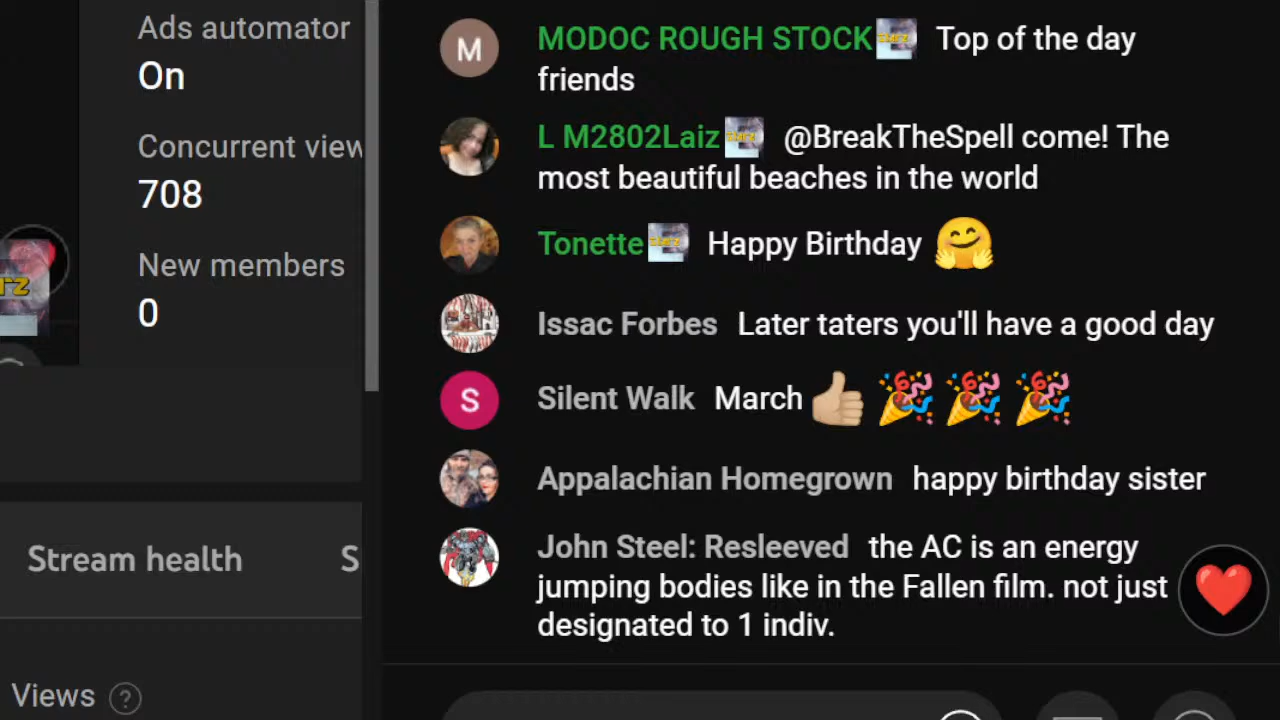 Ads automator
On
Concurrent view
708
New members
0
Stream health
S
Views ?
M MODOC ROUGH STOCK Top of the day
friends
L M2802Laiz @BreakTheSpell come! The
most beautiful beaches in the world
Tonette Happy Birthday 🤗
Issac Forbes Later taters you'll have a good day
S Silent Walk March 👍🏼 🎉 🎉 🎉
Appalachian Homegrown happy birthday sister
John Steel: Resleeved the AC is an energy
jumping bodies like in the Fallen film. not just
designated to 1 indiv.